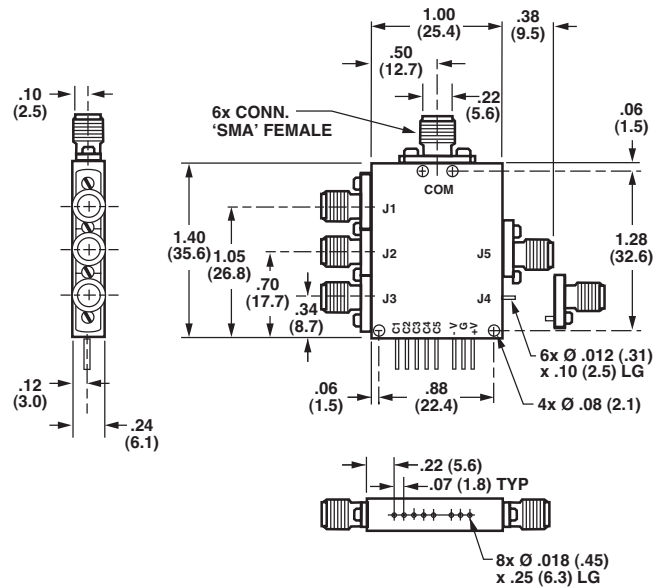 1.00
(25.4)
.38
(9.5)
.50
(12.7)
.10
(2.5)
.22
(5.6)
6x CONN.
'SMA' FEMALE
.06
(1.5)
COM
J1
1.40
(35.6)
1.05
(26.8)
J2
J5
1.28
(32.6)
.70
(17.7)
J3
J4
.34
(8.7)
C1
C2
C3
C4
C5
- V
G
+V
6x Ø .012 (.31)
x .10 (2.5) LG
.12
(3.0)
.06
(1.5)
.88
(22.4)
4x Ø .08 (2.1)
.24
(6.1)
.22 (5.6)
.07 (1.8) TYP
8x Ø .018 (.45)
x .25 (6.3) LG